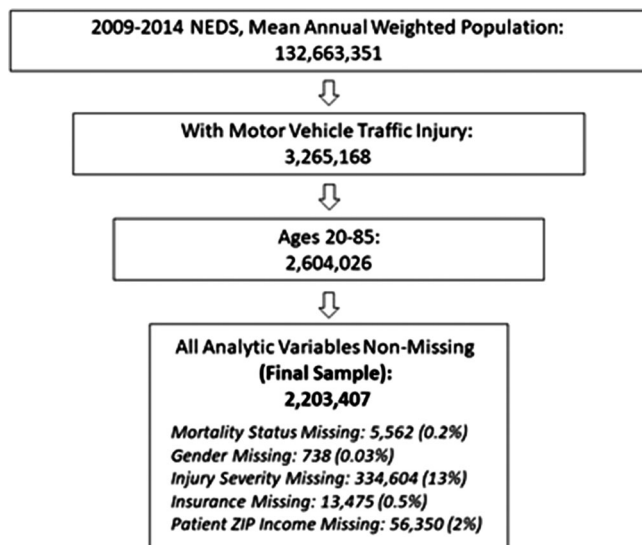 2009-2014 NEDS, Mean Annual Weighted Population:
132,663,351
With Motor Vehicle Traffic Injury:
3,265,168
Ages 20-85:
2,604,026
All Analytic Variables Non-Missing
(Final Sample):
2,203,407
Mortality Status Missing: 5,562 (0.2%)
Gender Missing: 738 (0.03%)
Injury Severity Missing: 334,604 (13%)
Insurance Missing: 13,475 (0.5%)
Patient ZIP Income Missing: 56,350 (2%)